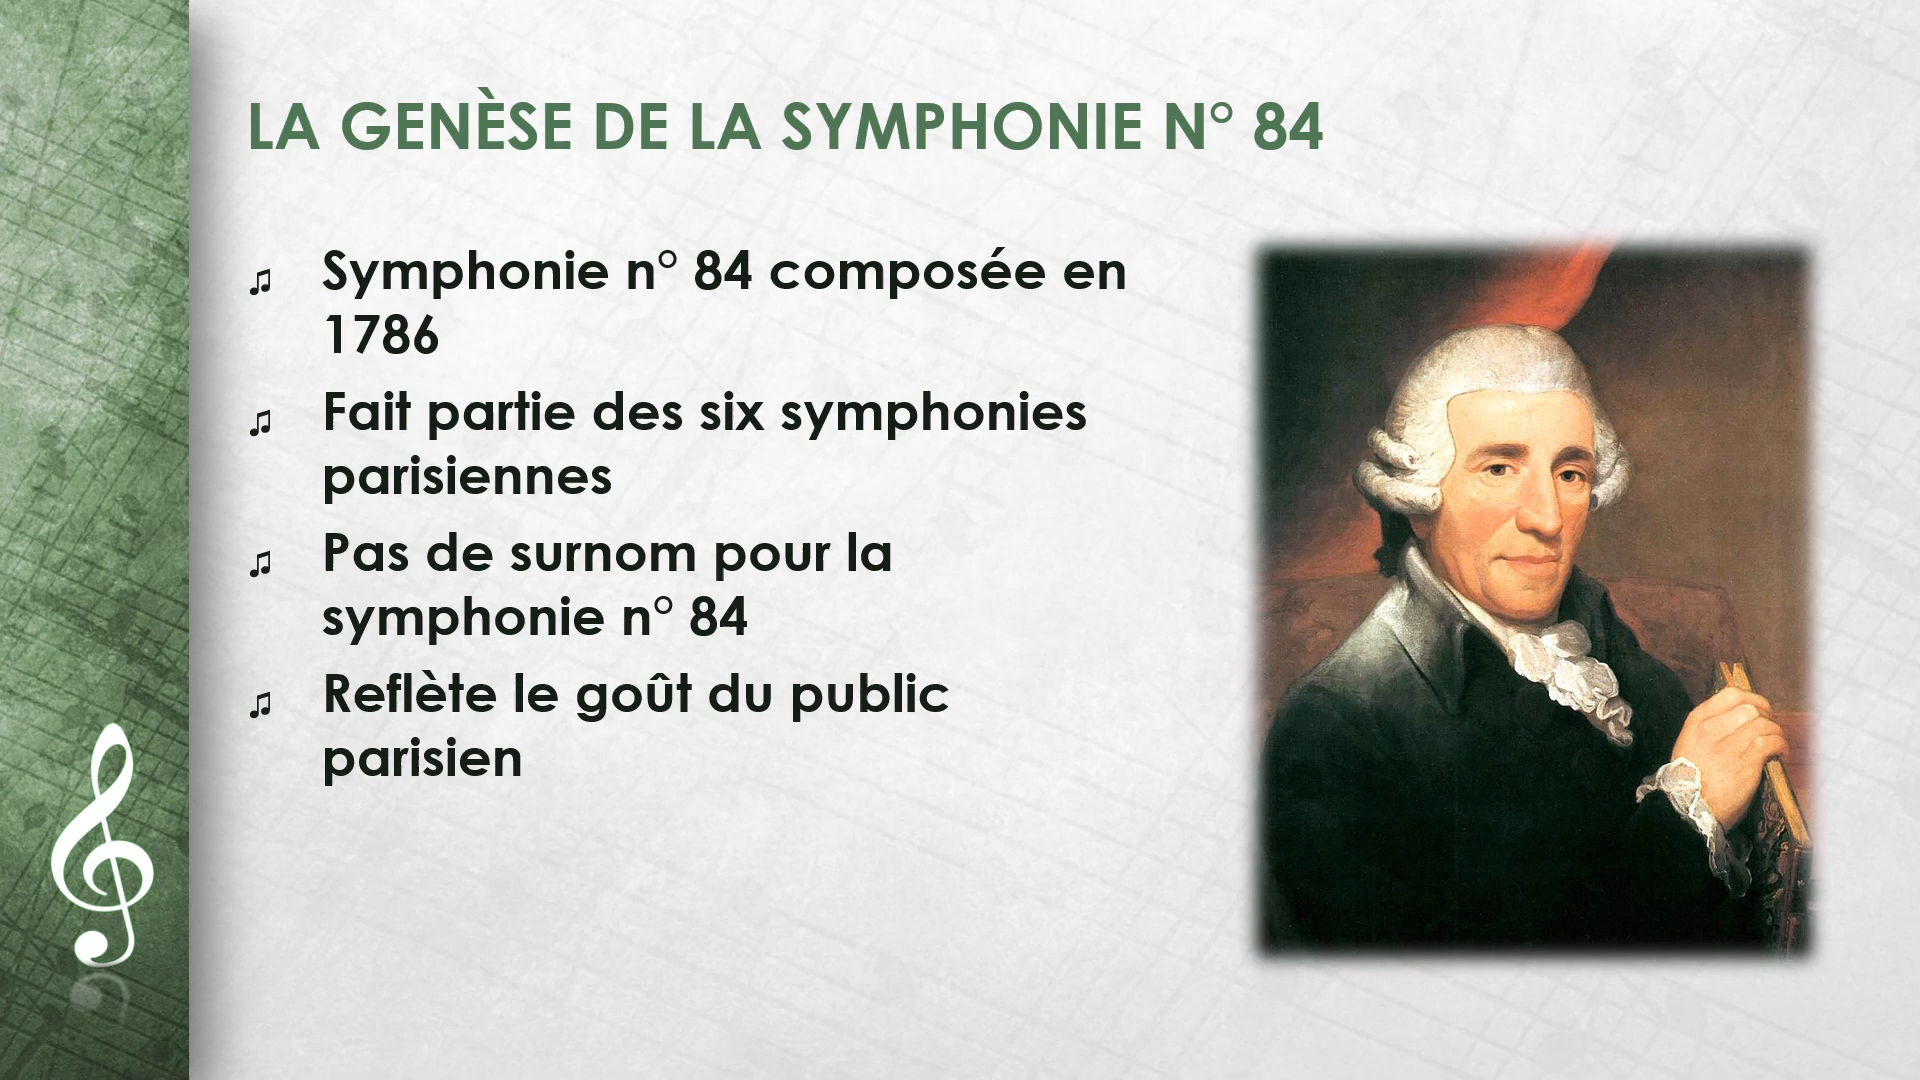 LA GENÈSE DE LA SYMPHONIE N° 84
♫ Symphonie n° 84 composée en
1786
♫ Fait partie des six symphonies
parisiennes
♫ Pas de surnom pour la
symphonie n° 84
♫ Reflète le goût du public
parisien